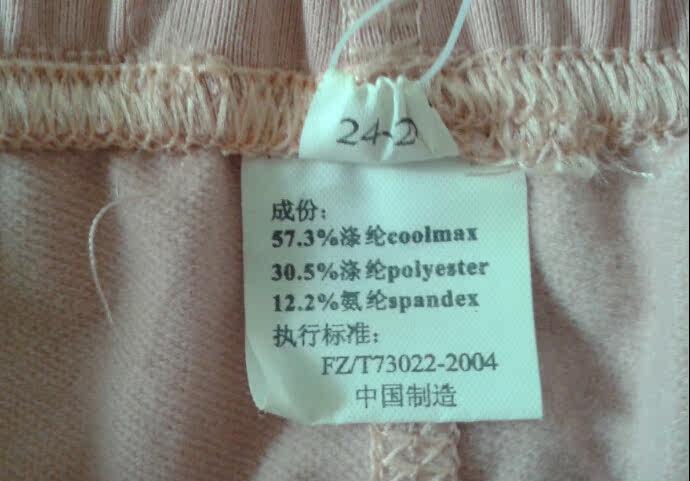 24-2
成份:
57.3%涤纶coolmax
30.5%涤纶polyester
12.2%氨纶spandex
执行标准:
FZ/T73022-2004
中国制造